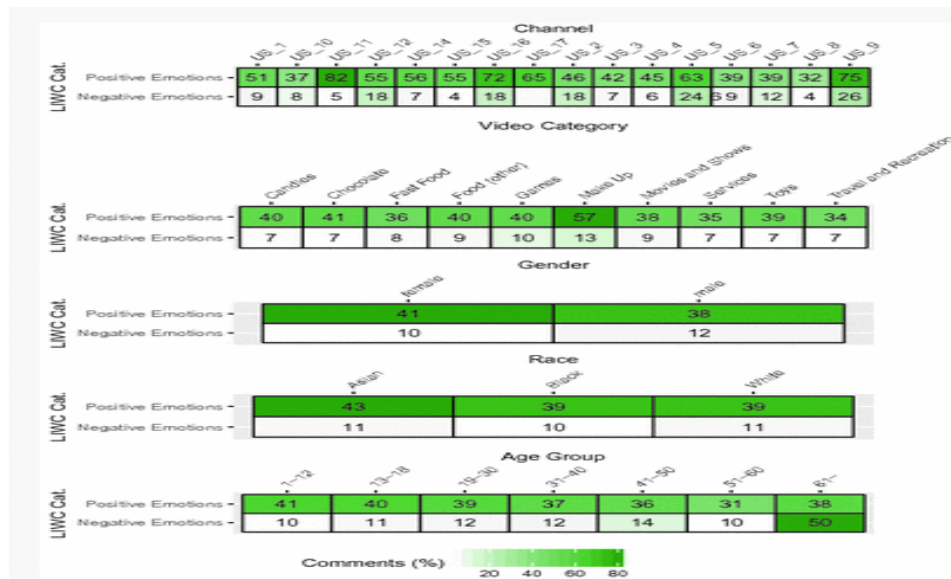 Channel
US_1 US_10 US_11 US_12 US_14 US_15 US_16 US_17 US_2 US_3 US_4 US_5 US_6 US_7 US_8 US_9
LIWC Cat.
Positive Emotions 51 37 82 55 56 55 72 65 46 42 45 63 39 39 32 75
Negative Emotions 9 8 5 18 7 4 18 18 7 6 24 6 9 12 4 26
Video Category
Candies Chocolate Fast Food Food (other) Games Make Up Movies and Shows Services Toys Travel and Recreation
LIWC Cat.
Positive Emotions 40 41 36 40 40 57 38 35 39 34
Negative Emotions 7 7 8 9 10 13 9 7 7 7
Gender
female male
LIWC Cat.
Positive Emotions 41 38
Negative Emotions 10 12
Race
Asian Black White
LIWC Cat.
Positive Emotions 43 39 39
Negative Emotions 11 10 11
Age Group
1-12 13-18 19-30 31-40 41-50 51-60 61-
LIWC Cat.
Positive Emotions 41 40 39 37 36 31 38
Negative Emotions 10 11 12 12 14 10 50
Comments (%)
20 40 60 80